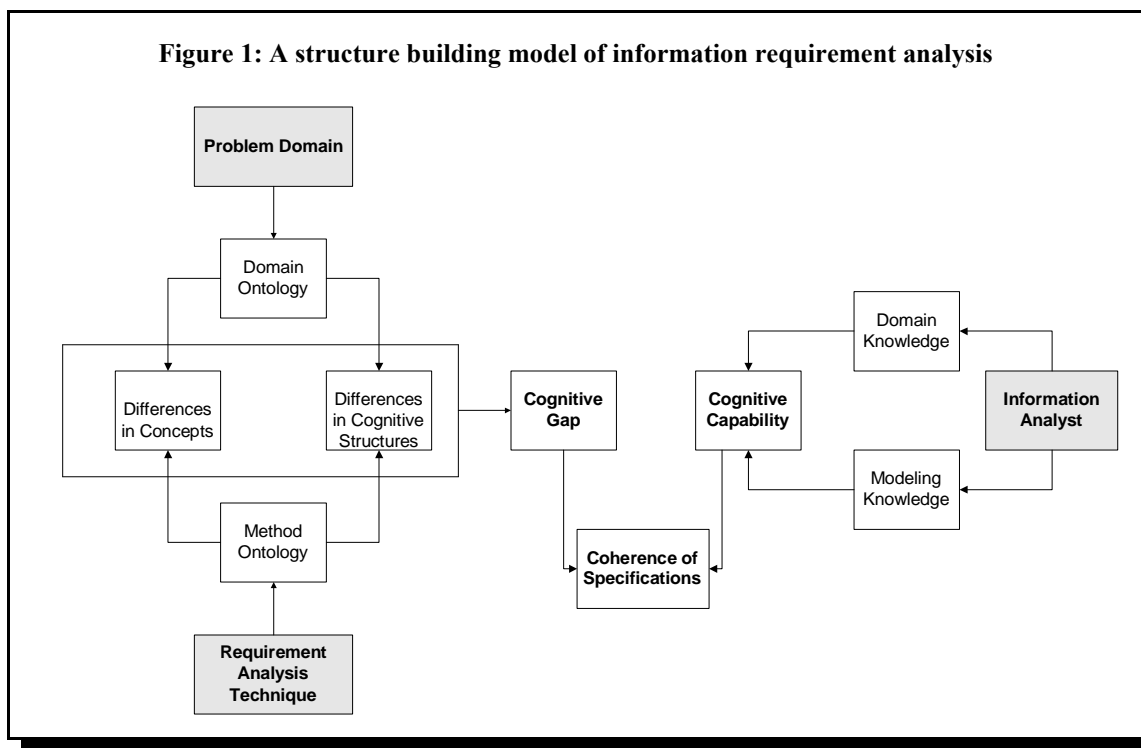 Figure 1: A structure building model of information requirement analysis
Problem Domain
Domain
Ontology
Differences
in Concepts
Differences
in Cognitive
Structures
Method
Ontology
Requirement
Analysis
Technique
Cognitive
Gap
Coherence of
Specifications
Cognitive
Capability
Domain
Knowledge
Modeling
Knowledge
Information
Analyst